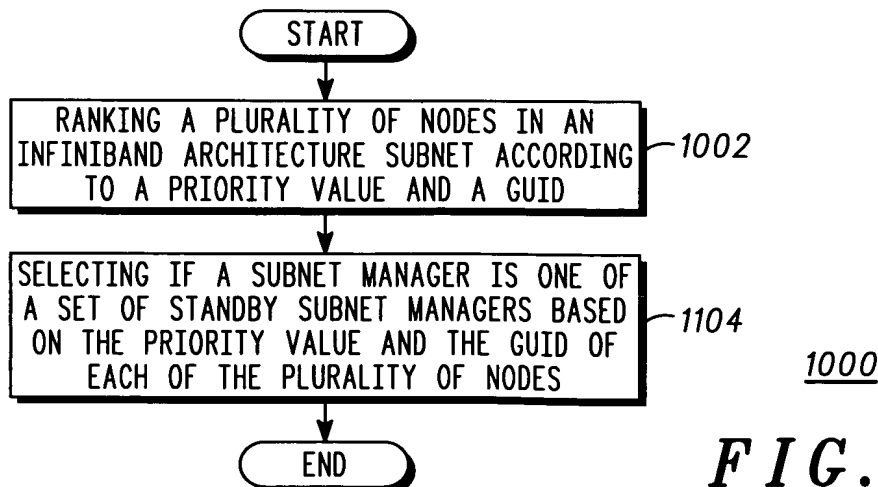 START
RANKING A PLURALITY OF NODES IN AN
INFINIBAND ARCHITECTURE SUBNET ACCORDING
TO A PRIORITY VALUE AND A GUID
1002
SELECTING IF A SUBNET MANAGER IS ONE OF
A SET OF STANDBY SUBNET MANAGERS BASED
ON THE PRIORITY VALUE AND THE GUID OF
EACH OF THE PLURALITY OF NODES
1104
1000
END
FIG.